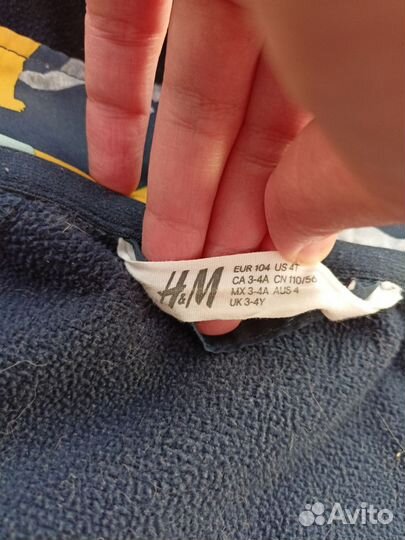 H&M
EUR 104 US 4T
CA 3-4A CN 110/56
MX 3-4A AUS 4
UK 3-4Y
Avito